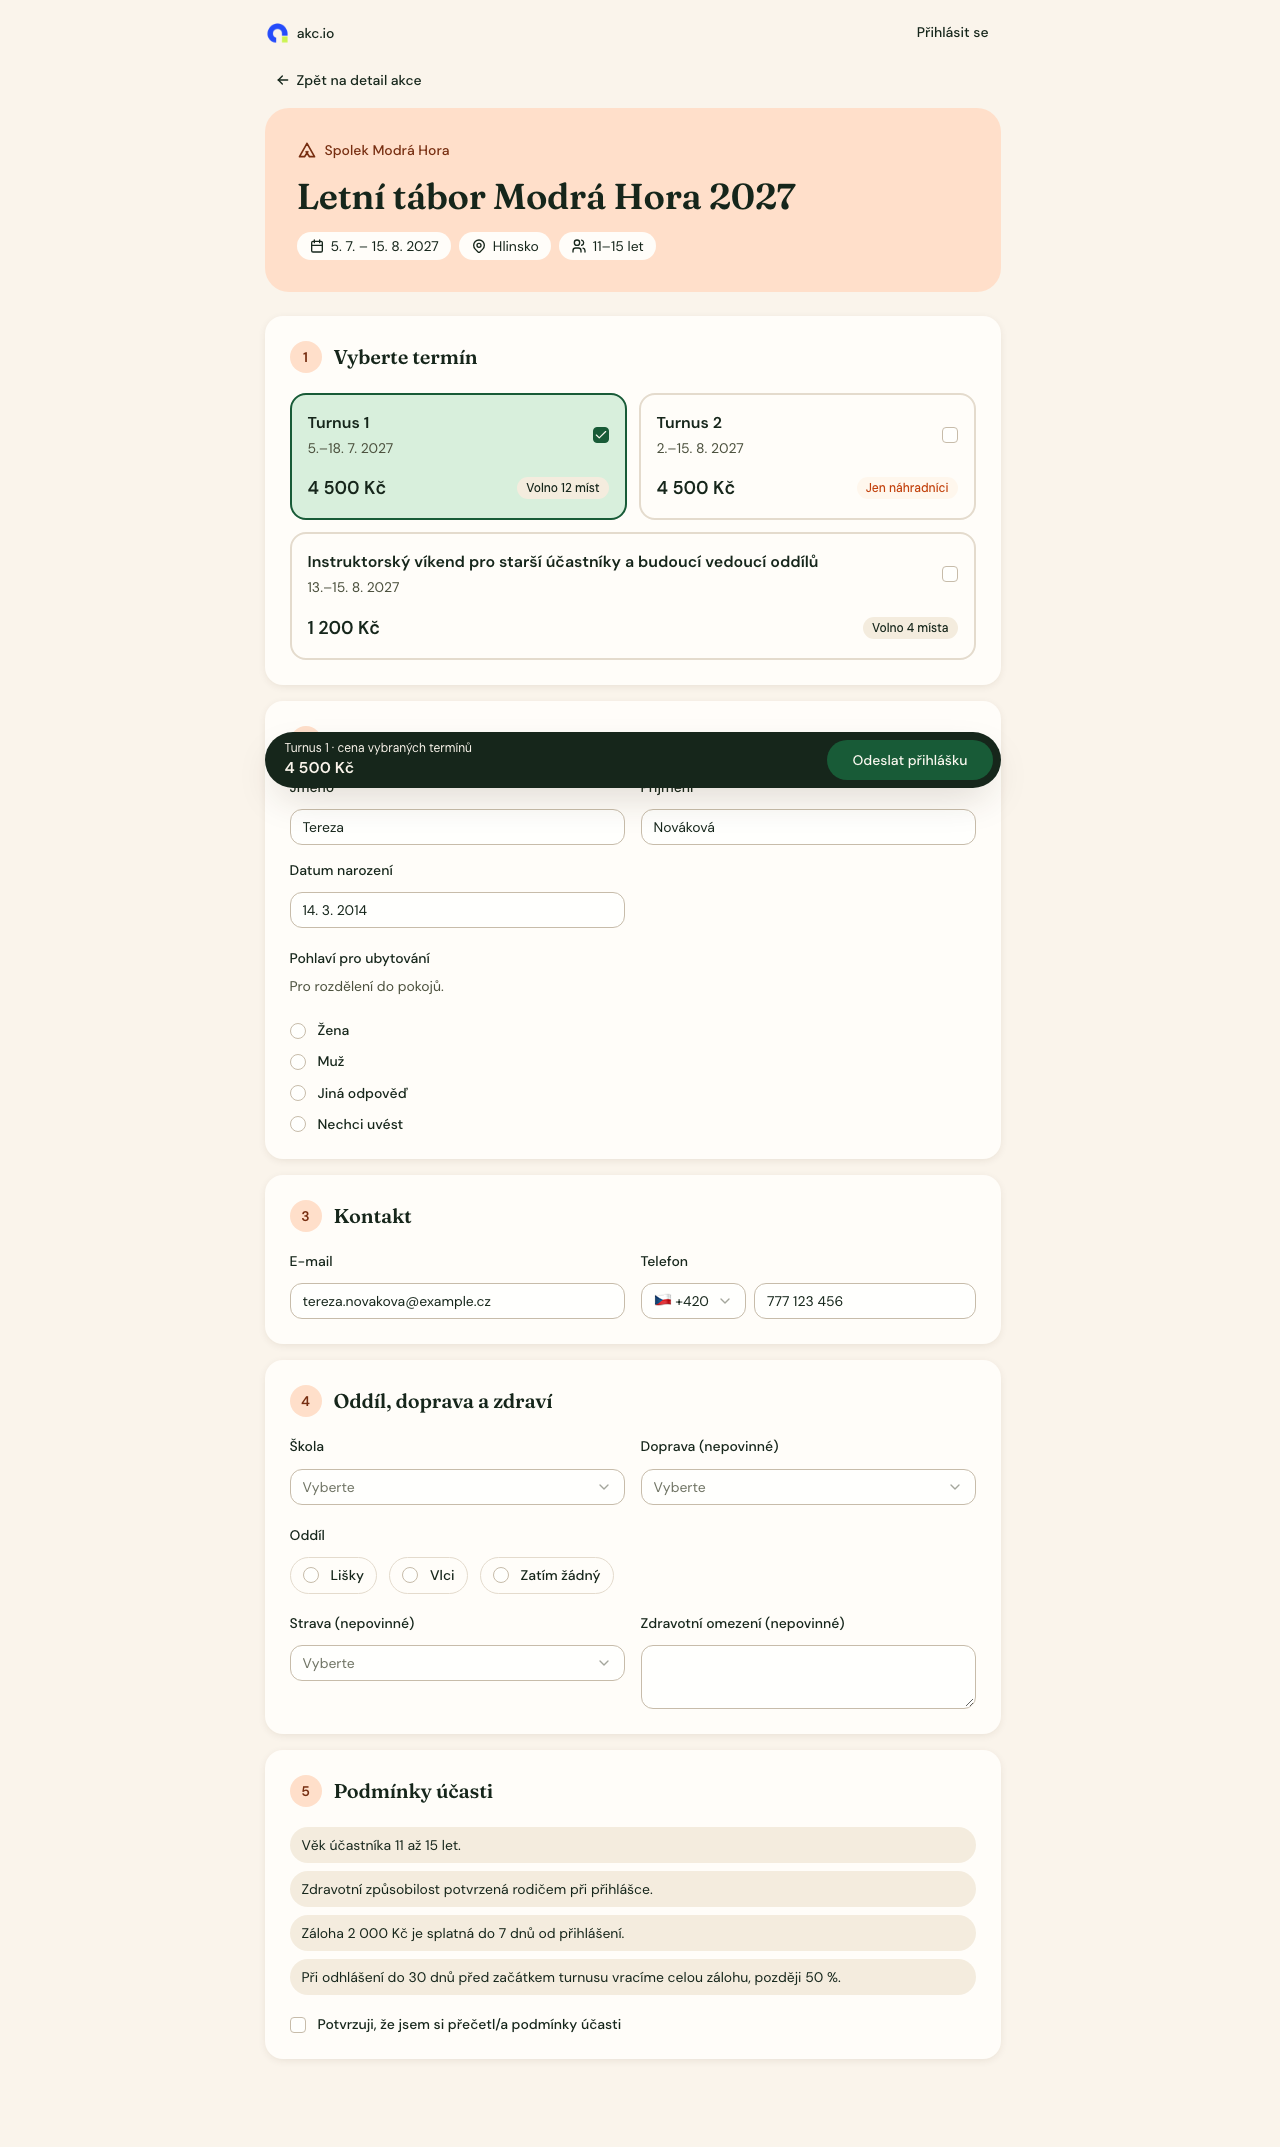 akc.io
Přihlásit se
Zpět na detail akce
Spolek Modrá Hora
Letní tábor Modrá Hora 2027
5. 7. – 15. 8. 2027
Hlinsko
11–15 let
1
Vyberte termín
Turnus 1
5.–18. 7. 2027
4 500 Kč
Volno 12 míst
Turnus 2
2.–15. 8. 2027
4 500 Kč
Jen náhradníci
Instruktorský víkend pro starší účastníky a budoucí vedoucí oddílů
13.–15. 8. 2027
1 200 Kč
Volno 4 místa
Turnus 1 · cena vybraných termínů
4 500 Kč
Odeslat přihlášku
Jméno
Příjmení
Tereza
Nováková
Datum narození
14. 3. 2014
Pohlaví pro ubytování
Pro rozdělení do pokojů.
Žena
Muž
Jiná odpověď
Nechci uvést
3
Kontakt
E-mail
Telefon
tereza.novakova@example.cz
+420
777 123 456
4
Oddíl, doprava a zdraví
Škola
Doprava (nepovinné)
Vyberte
Vyberte
Oddíl
Lišky
Vlci
Zatím žádný
Strava (nepovinné)
Zdravotní omezení (nepovinné)
Vyberte
5
Podmínky účasti
Věk účastníka 11 až 15 let.
Zdravotní způsobilost potvrzená rodičem při přihlášce.
Záloha 2 000 Kč je splatná do 7 dnů od přihlášení.
Při odhlášení do 30 dnů před začátkem turnusu vracíme celou zálohu, později 50 %.
Potvrzuji, že jsem si přečetl/a podmínky účasti